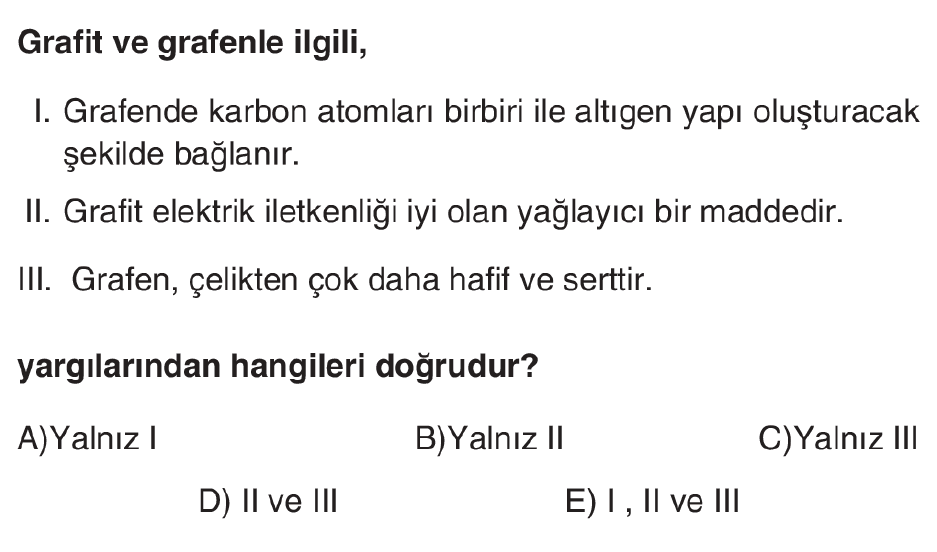 Grafit ve grafenle ilgili,
I. Grafende karbon atomları birbiri ile altıgen yapı oluşturacak
şekilde bağlanır.
II. Grafit elektrik iletkenliği iyi olan yağlayıcı bir maddedir.
III. Grafen, çelikten çok daha hafif ve serttir.
yargılarından hangileri doğrudur?
A)Yalnız I B)Yalnız II C)Yalnız III
D) II ve III E) I , II ve III